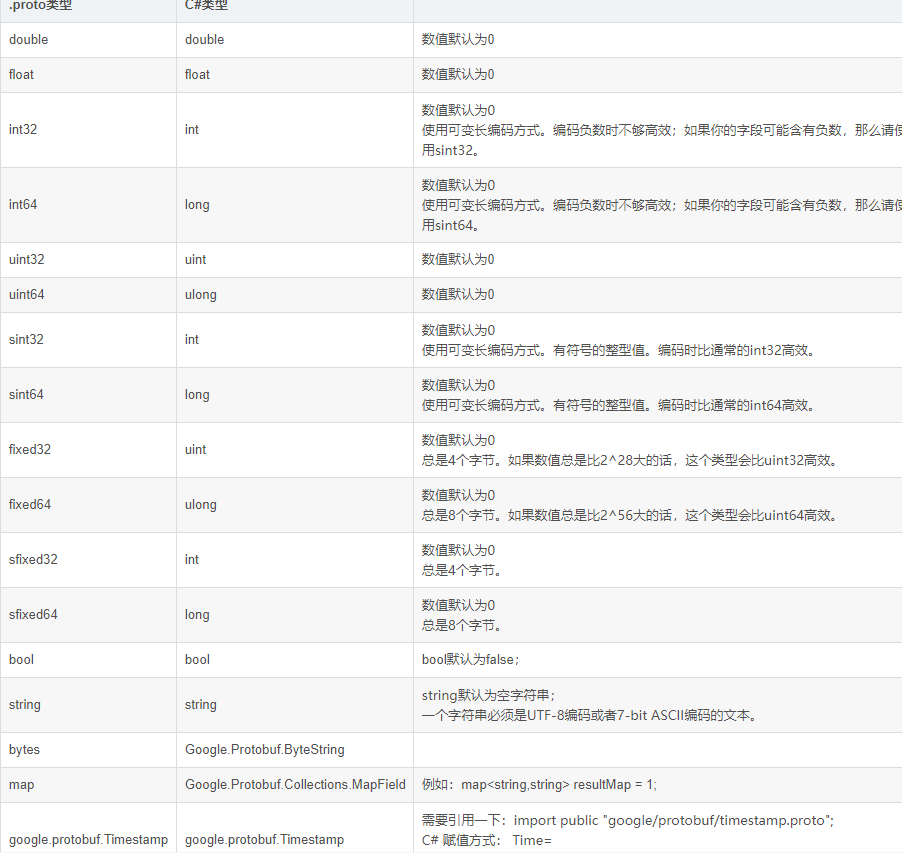 .proto类型 C#类型
double double 数值默认为0
float float 数值默认为0
int32 int 数值默认为0
使用可变长编码方式。编码负数时不够高效；如果你的字段可能含有负数，那么请使
用sint32。
int64 long 数值默认为0
使用可变长编码方式。编码负数时不够高效；如果你的字段可能含有负数，那么请使
用sint64。
uint32 uint 数值默认为0
uint64 ulong 数值默认为0
sint32 int 数值默认为0
使用可变长编码方式。有符号的整型值。编码时比通常的int32高效。
sint64 long 数值默认为0
使用可变长编码方式。有符号的整型值。编码时比通常的int64高效。
fixed32 uint 数值默认为0
总是4个字节。如果数值总是比2^28大的话，这个类型会比uint32高效。
fixed64 ulong 数值默认为0
总是8个字节。如果数值总是比2^56大的话，这个类型会比uint64高效。
sfixed32 int 数值默认为0
总是4个字节。
sfixed64 long 数值默认为0
总是8个字节。
bool bool bool默认为false；
string string string默认为空字符串；
一个字符串必须是UTF-8编码或者7-bit ASCII编码的文本。
bytes Google.Protobuf.ByteString
map Google.Protobuf.Collections.MapField 例如：map<string,string> resultMap = 1;
google.protobuf.Timestamp google.protobuf.Timestamp 需要引用一下：import public "google/protobuf/timestamp.proto";
C# 赋值方式： Time=